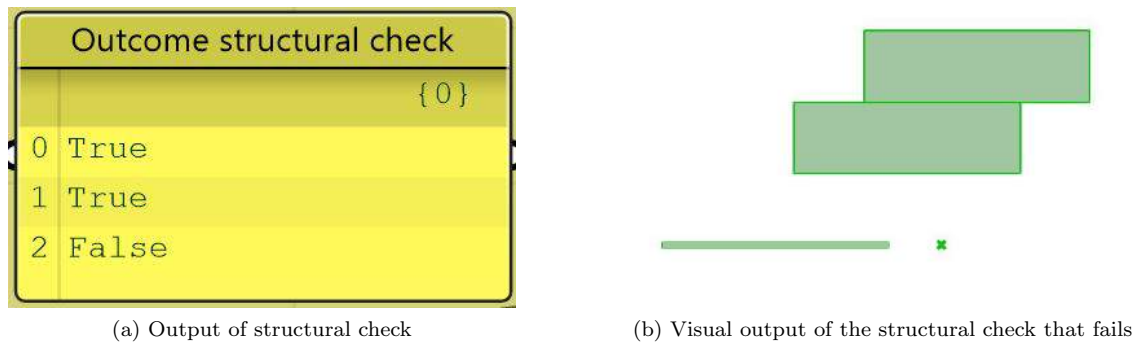 Outcome structural check
{0}
0 True
1 True
2 False
(a) Output of structural check
(b) Visual output of the structural check that fails